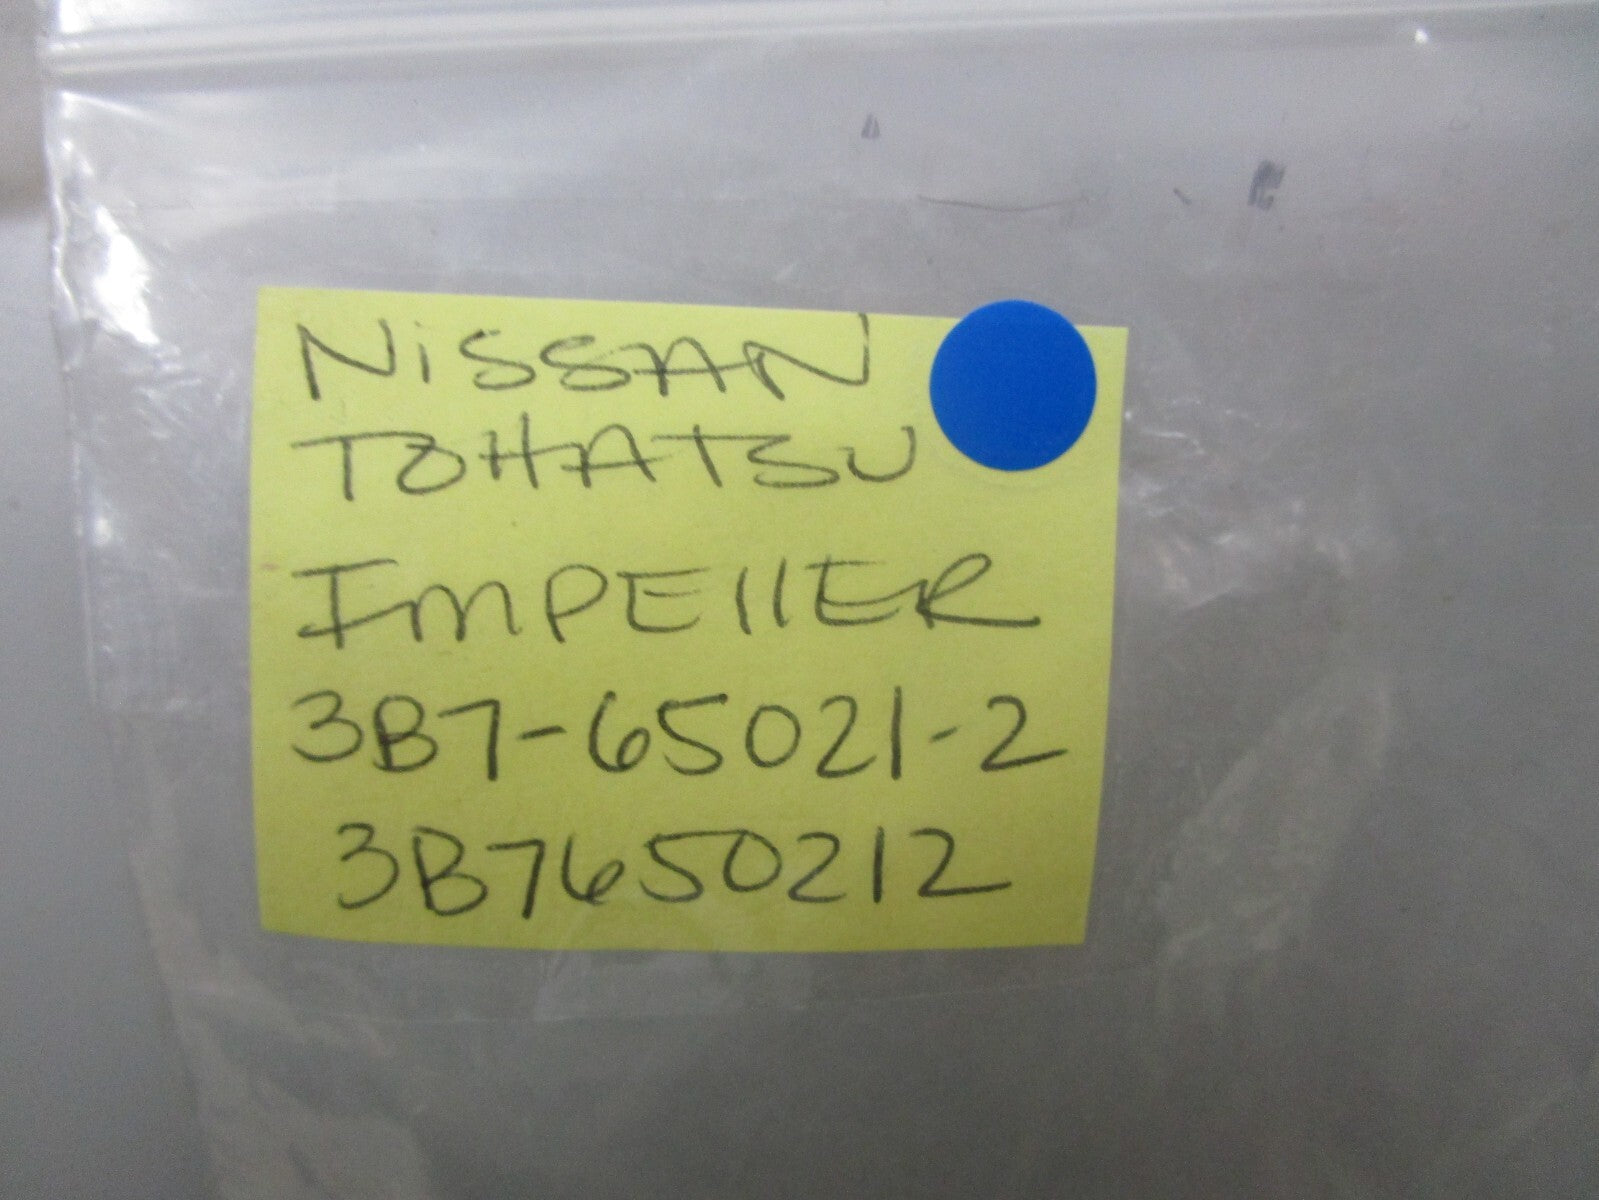 NiSSAN
TOHATSU
ImPEllER
3B7-65021-2
3B7650212